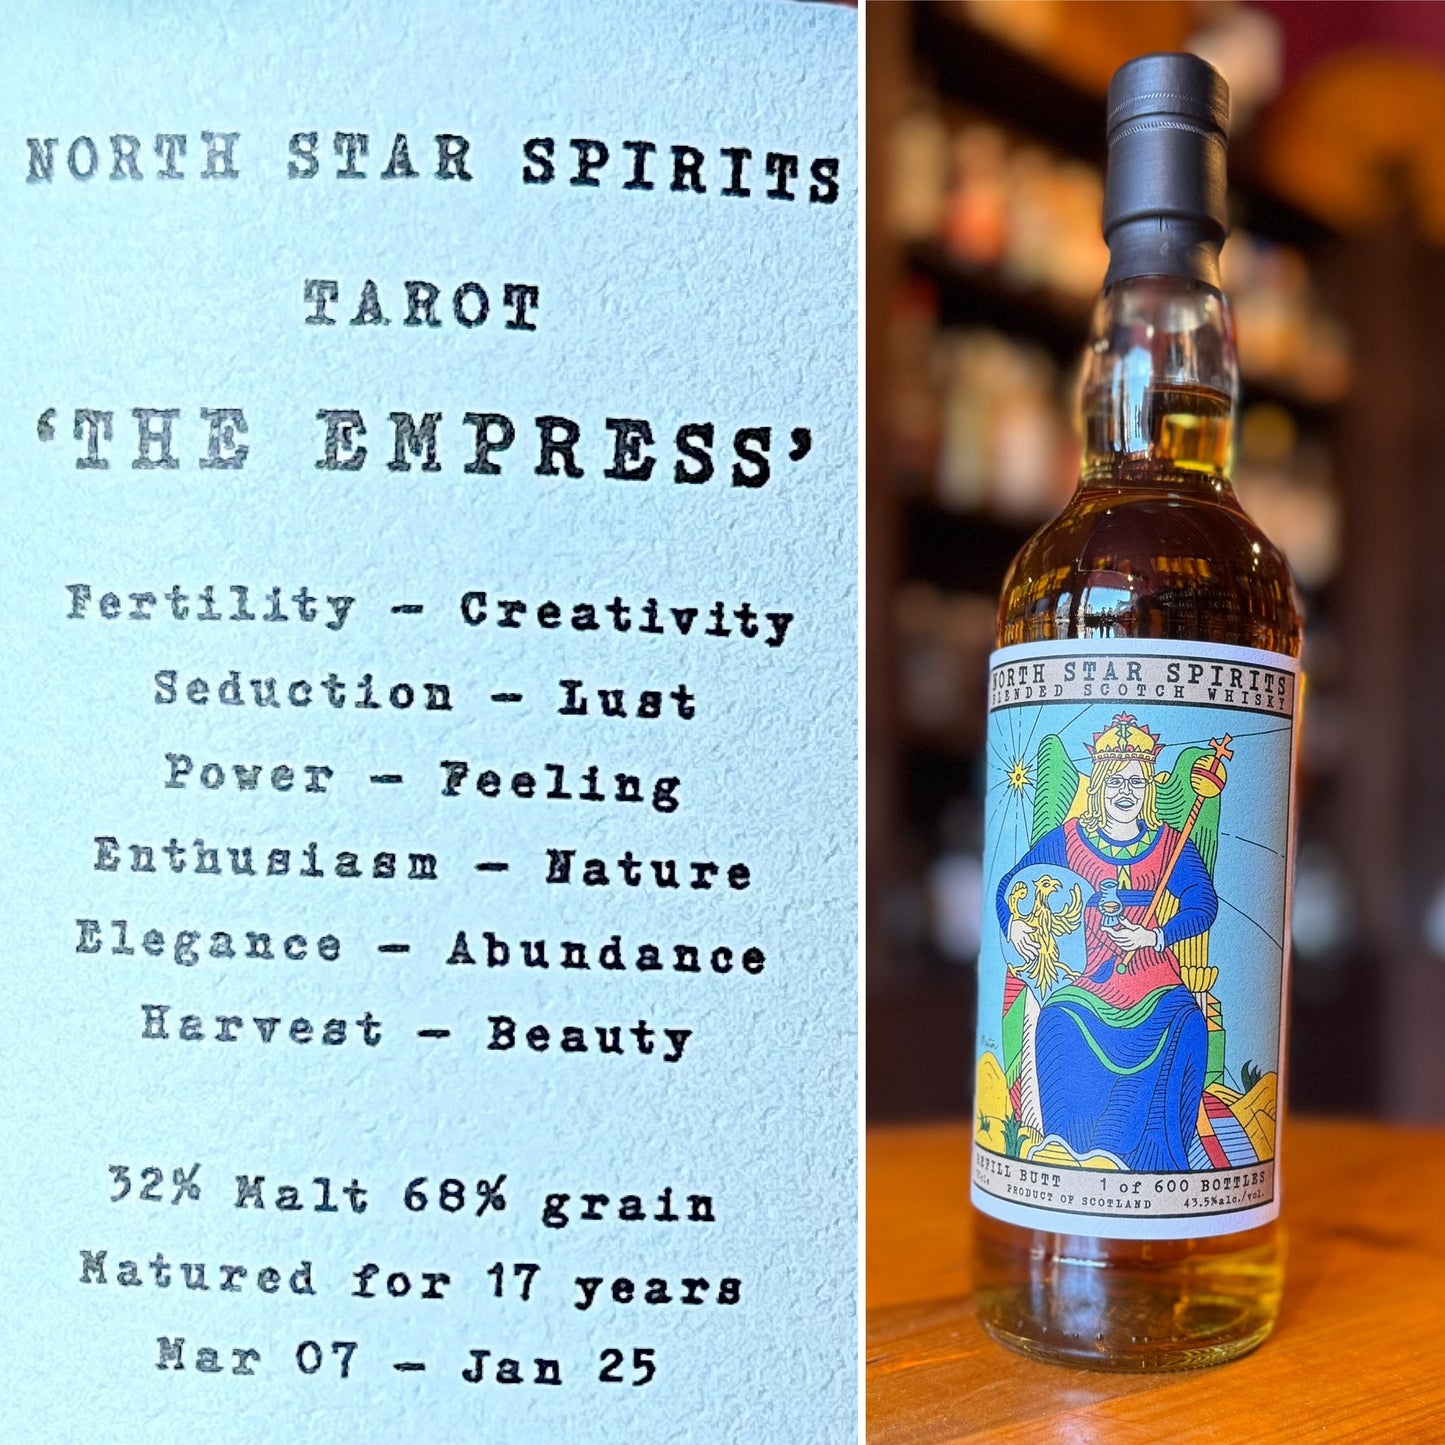 NORTH STAR SPIRITS
TAROT
‘THE EMPRESS’
Fertility – Creativity
Seduction – Lust
Power – Feeling
Enthusiasm – Nature
Elegance – Abundance
Harvest – Beauty
32% Malt 68% grain
Matured for 17 years
Mar 07 – Jan 25
NORTH STAR SPIRITS
BLENDED SCOTCH WHISKY
REFILL BUTT 1 of 600 BOTTLES
PRODUCT OF SCOTLAND 43.5%alc./vol.